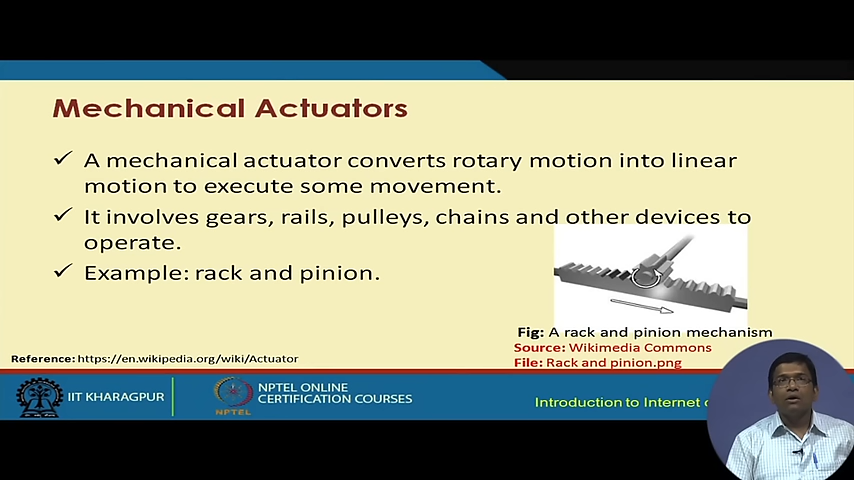 Mechanical Actuators
✓ A mechanical actuator converts rotary motion into linear
motion to execute some movement.
✓ It involves gears, rails, pulleys, chains and other devices to
operate.
✓ Example: rack and pinion.
Fig: A rack and pinion mechanism
Source: Wikimedia Commons
File: Rack and pinion.png
Reference: https://en.wikipedia.org/wiki/Actuator
IIT KHARAGPUR
NPTEL
NPTEL ONLINE
CERTIFICATION COURSES
Introduction to Internet